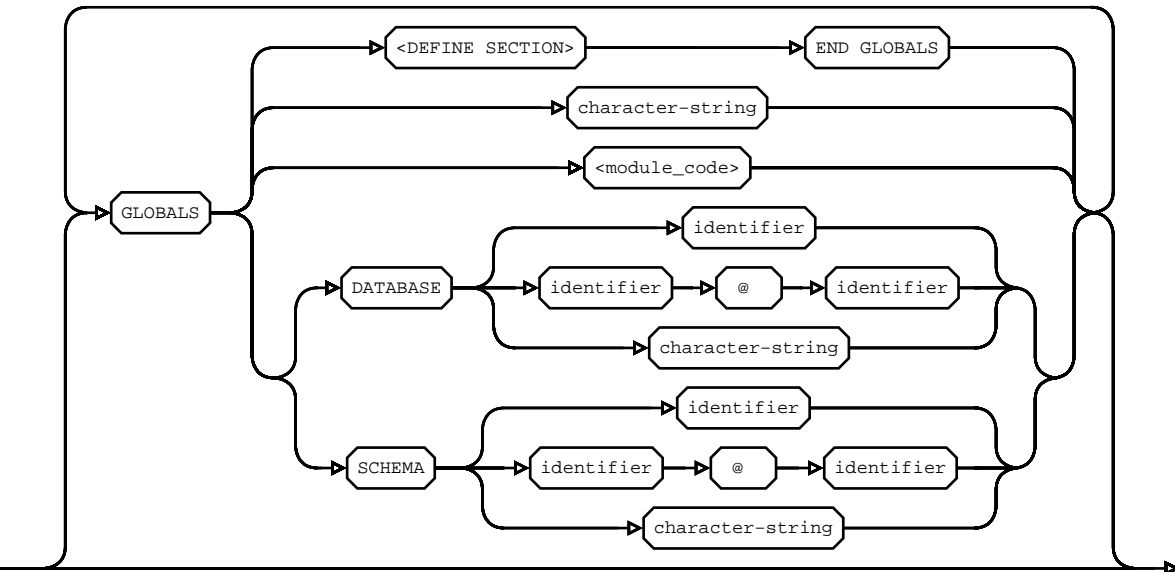 <DEFINE SECTION> END GLOBALS
character-string
<module_code>
GLOBALS
identifier
DATABASE identifier @ identifier
character-string
identifier
SCHEMA identifier @ identifier
character-string